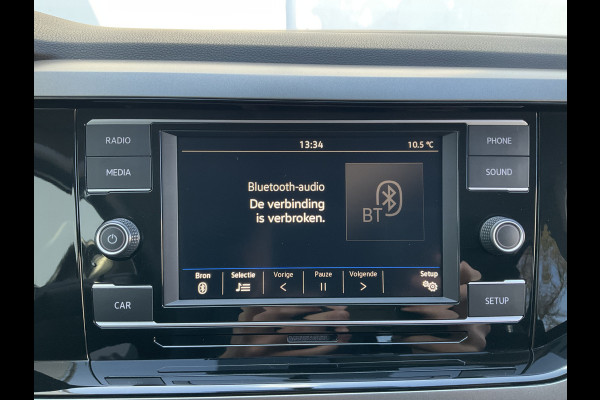 RADIO
MEDIA
CAR
PHONE
SOUND
SETUP
13:34
10.5 °C
Bluetooth-audio
De verbinding
is verbroken.
BT
Bron Selectie Vorige Pauze Volgende Setup